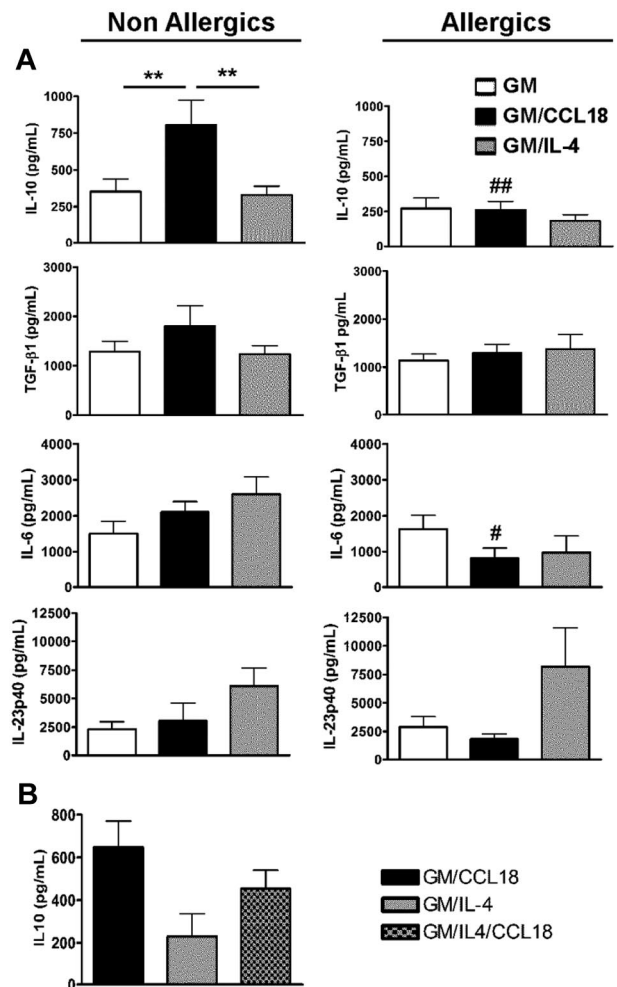 Non Allergics
Allergics
A
GM
GM/CCL18
GM/IL-4
** **
IL-10 (pg/mL)
1000
750
500
250
0
##
IL-10 (pg/mL)
1000
750
500
250
0
TGF-β1 (pg/mL)
3000
2000
1000
0
TGF-β1 pg/mL
3000
2000
1000
0
IL-6 (pg/mL)
4000
3000
2000
1000
0
#
IL-6 (pg/mL)
4000
3000
2000
1000
0
IL-23p40 (pg/mL)
12500
10000
7500
5000
2500
0
IL-23p40 (pg/mL)
12500
10000
7500
5000
2500
0
B
IL10 (pg/mL)
800
600
400
200
0
GM/CCL18
GM/IL-4
GM/IL4/CCL18